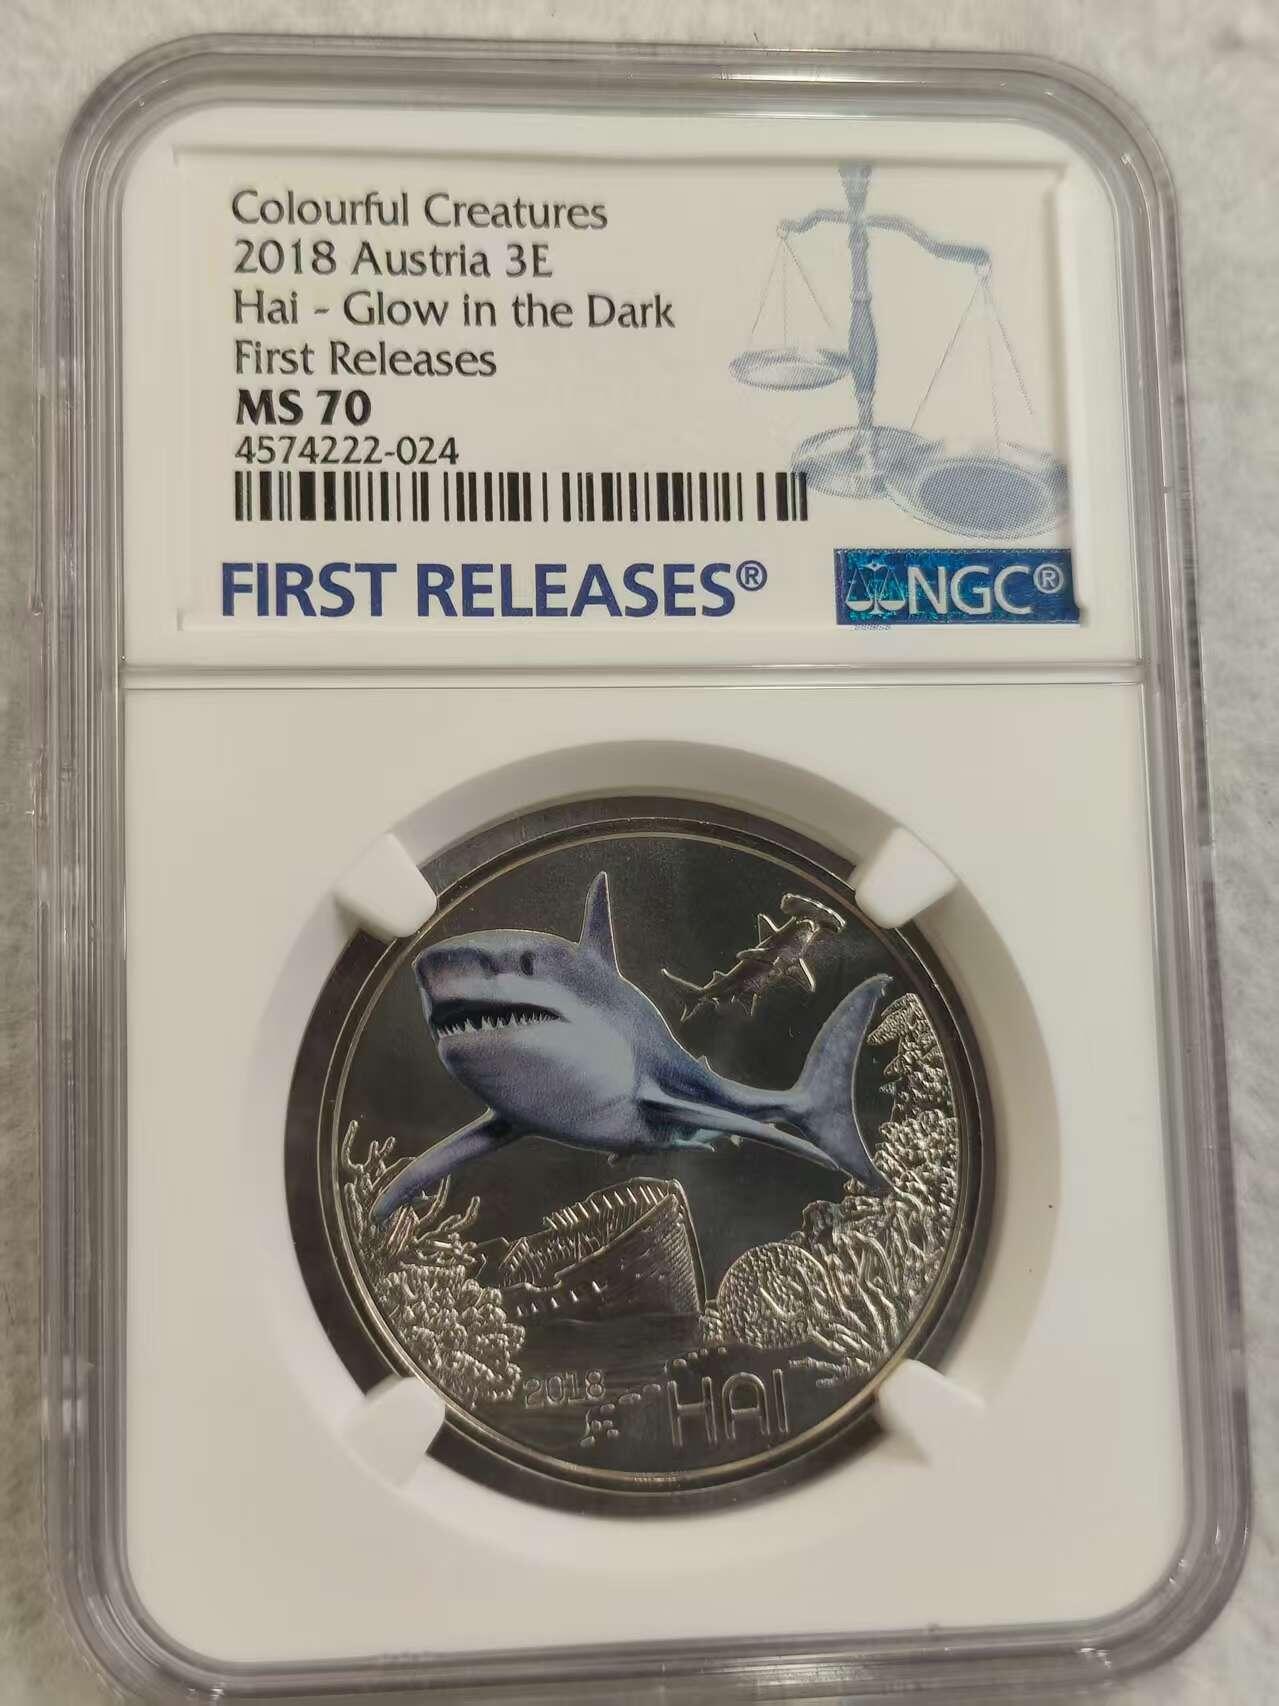 Colourful Creatures
2018 Austria 3E
Hai - Glow in the Dark
First Releases
MS 70
4574222-024
FIRST RELEASES®
NGC®
2018
HAI